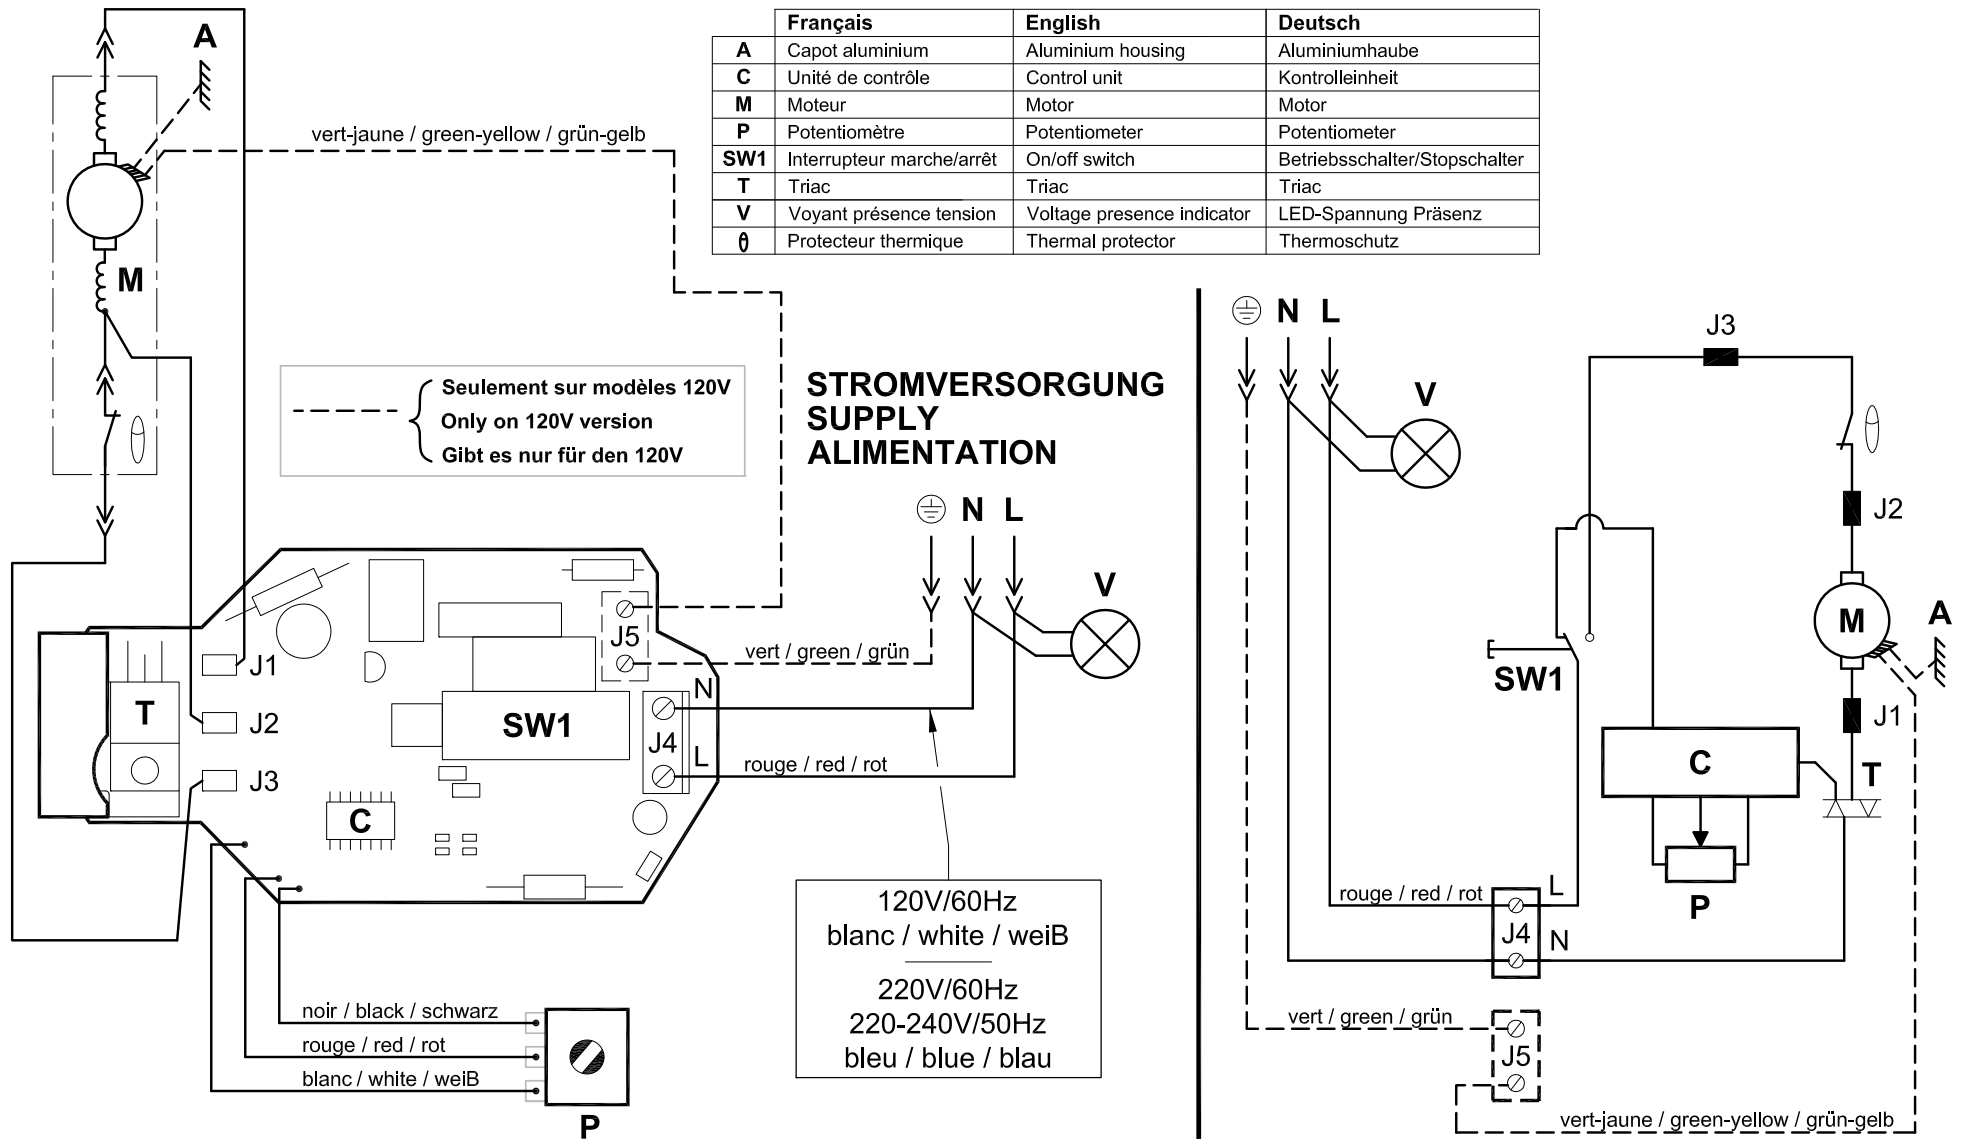 Français English Deutsch
A Capot aluminium Aluminium housing Aluminiumhaube
C Unité de contrôle Control unit Kontrolleinheit
M Moteur Motor Motor
P Potentiomètre Potentiometer Potentiometer
SW1 Interrupteur marche/arrêt On/off switch Betriebsschalter/Stopschalter
T Triac Triac Triac
V Voyant présence tension Voltage presence indicator LED-Spannung Präsenz
θ Protecteur thermique Thermal protector Thermoschutz
A
vert-jaune / green-yellow / grün-gelb
M
Seulement sur modèles 120V
Only on 120V version
Gibt es nur für den 120V
STROMVERSORGUNG
SUPPLY
ALIMENTATION
N L
V
J5
vert / green / grün
J1
T
J2
J3
SW1
N
J4
L
rouge / red / rot
C
120V/60Hz
blanc / white / weiB
220V/60Hz
220-240V/50Hz
bleu / blue / blau
noir / black / schwarz
rouge / red / rot
blanc / white / weiB
P
N L
J3
V
J2
M
A
SW1
J1
C
T
P
rouge / red / rot
L
J4
N
vert / green / grün
J5
vert-jaune / green-yellow / grün-gelb